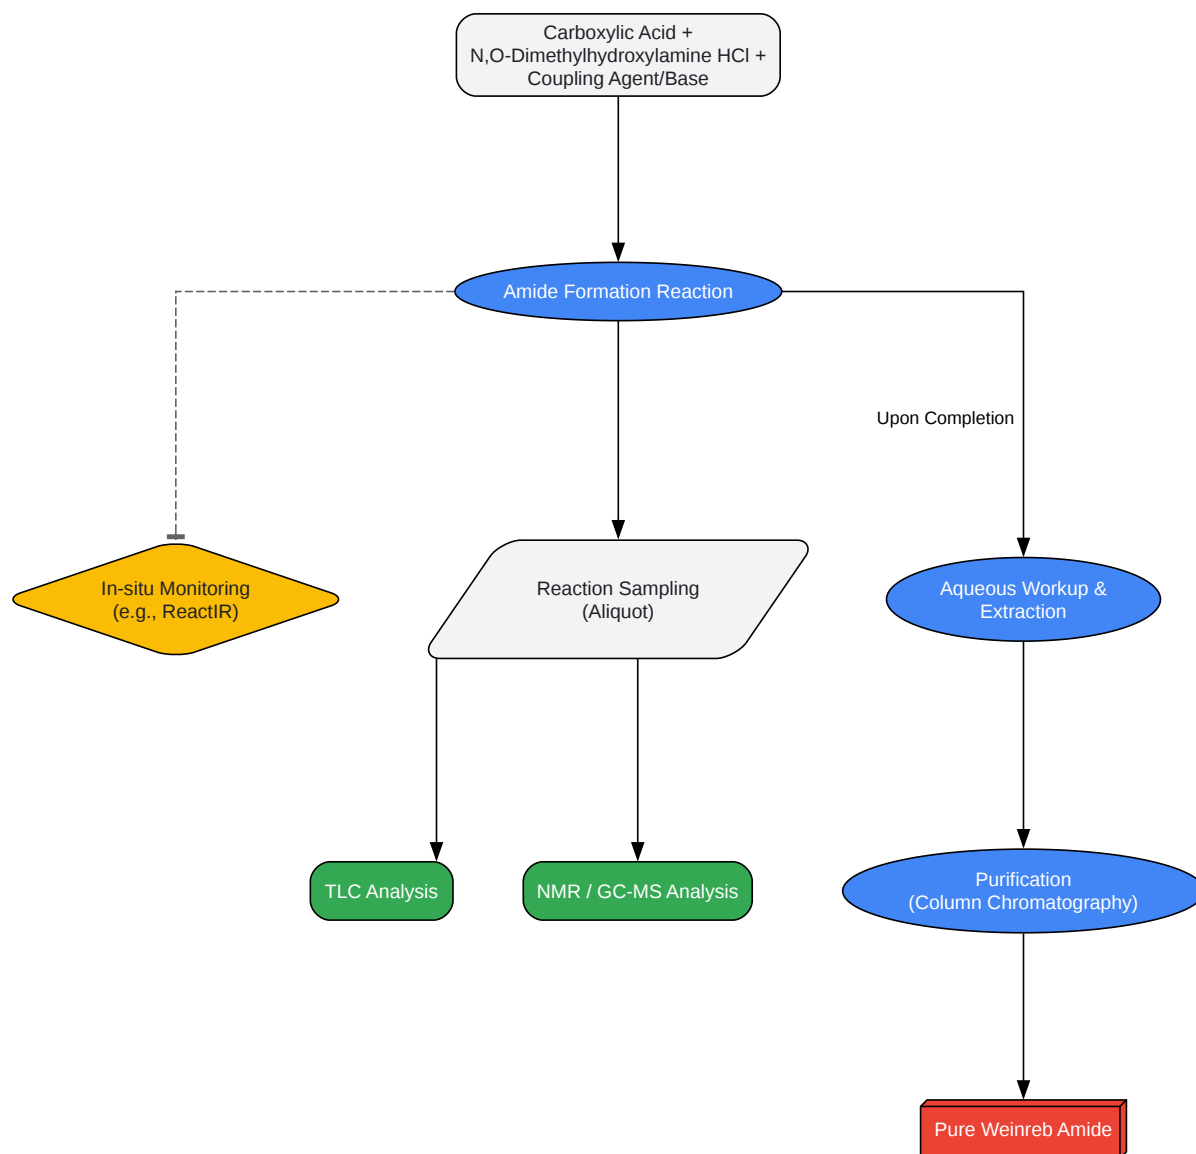 Carboxylic Acid +
N,O-Dimethylhydroxylamine HCl +
Coupling Agent/Base
Amide Formation Reaction
Upon Completion
In-situ Monitoring
(e.g., ReactIR)
Reaction Sampling
(Aliquot)
Aqueous Workup &
Extraction
TLC Analysis
NMR / GC-MS Analysis
Purification
(Column Chromatography)
Pure Weinreb Amide